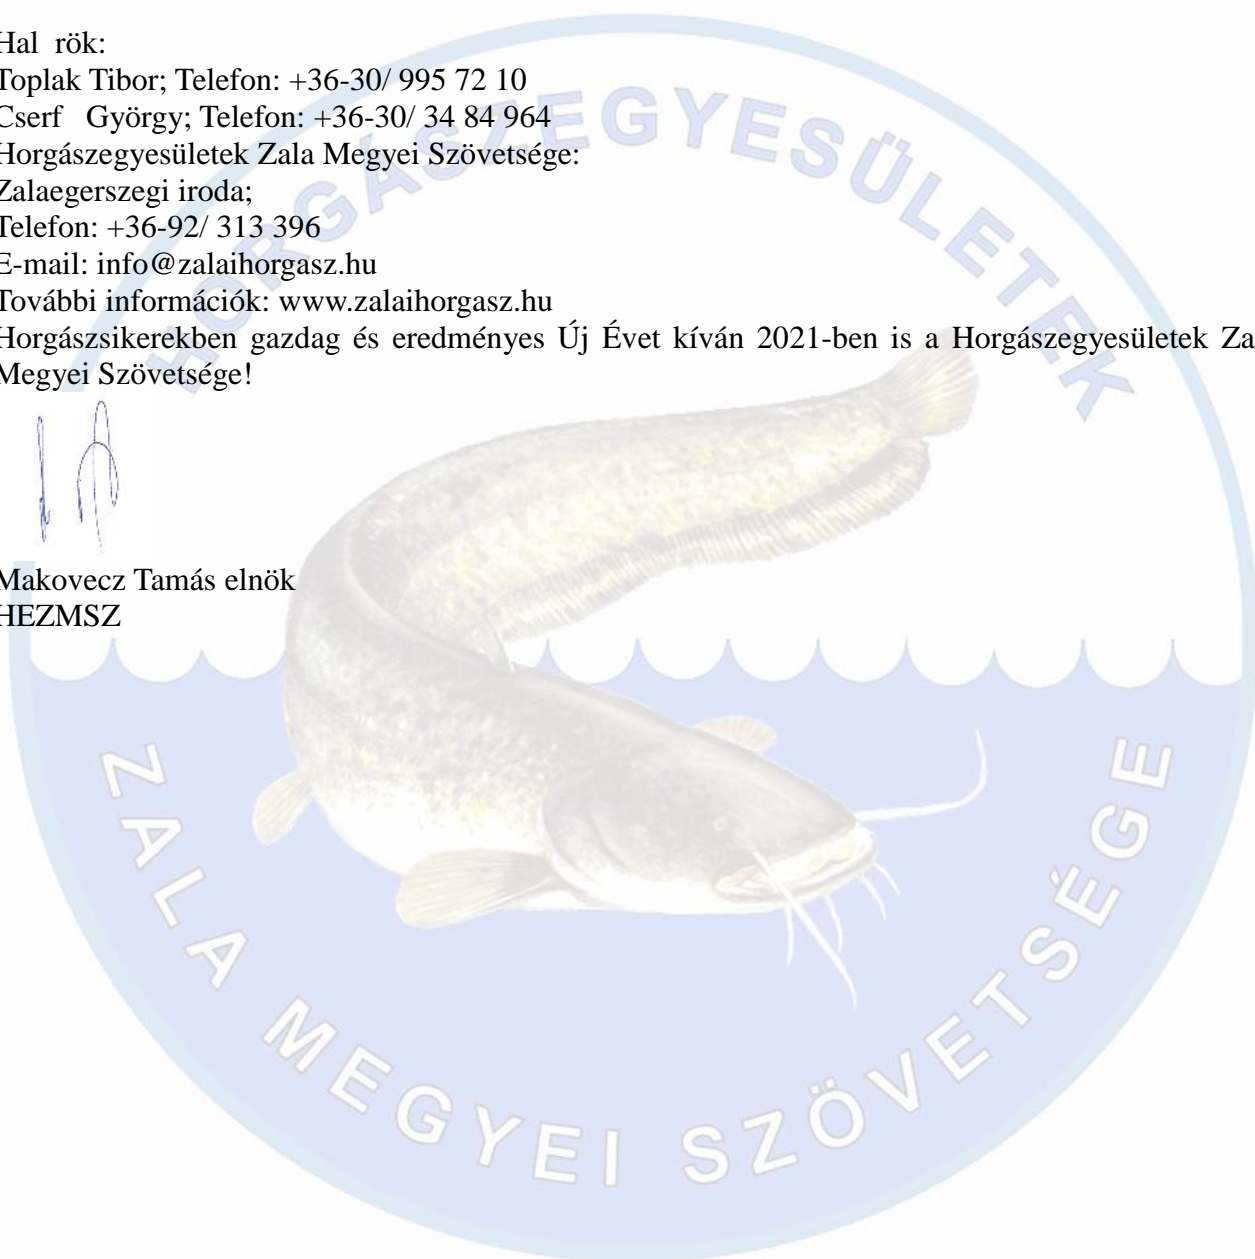 Hal rök:
Toplak Tibor; Telefon: +36-30/ 995 72 10
Cserf György; Telefon: +36-30/ 34 84 964
Horgászegyesületek Zala Megyei Szövetsége:
Zalaegerszegi iroda;
Telefon: +36-92/ 313 396
E-mail: info@zalaihorgasz.hu
További információk: www.zalaihorgasz.hu
Horgászsikerekben gazdag és eredményes Új Évet kíván 2021-ben is a Horgászegyesületek Za
Megyei Szövetsége!
Makovecz Tamás elnök
HEZMSZ
HORGÁSZEGYESÜLETEK
ZALA MEGYEI SZÖVETSÉGE